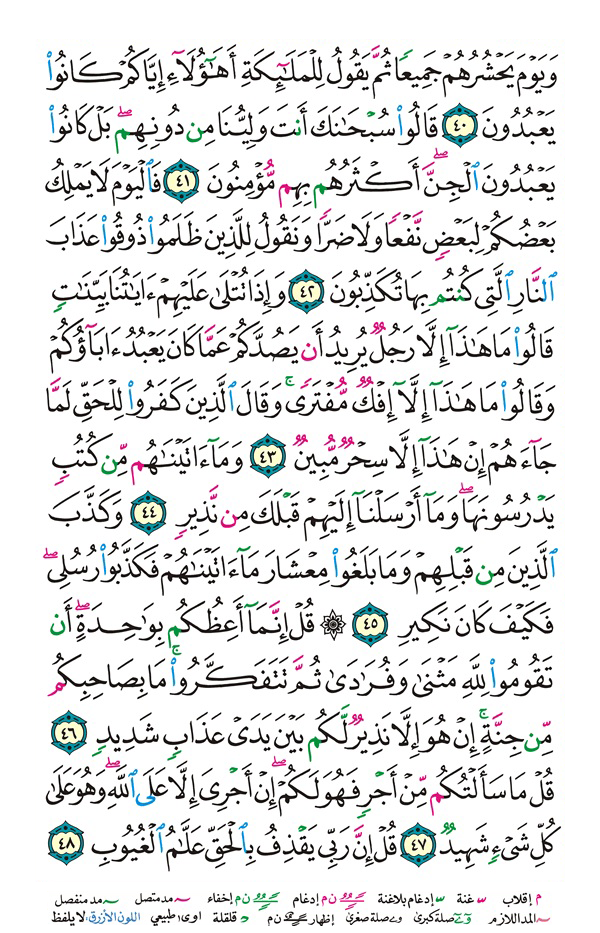 وَيَوْمَ يَحْشُرُهُمْ جَمِيعًا ثُمَّ يَقُولُ لِلْمَلَٰٓئِكَةِ أَهَٰٓؤُلَآءِ إِيَّاكُمْ كَانُوا۟
يَعْبُدُونَ ٤٠ قَالُوا۟ سُبْحَٰنَكَ أَنتَ وَلِيُّنَا مِن دُونِهِم ۖ بَلْ كَانُوا۟
يَعْبُدُونَ ٱلْجِنَّ ۖ أَكْثَرُهُم بِهِم مُّؤْمِنُونَ ٤١ فَٱلْيَوْمَ لَا يَمْلِكُ
بَعْضُكُمْ لِبَعْضٍ نَّفْعًا وَلَا ضَرًّا وَنَقُولُ لِلَّذِينَ ظَلَمُوا۟ ذُوقُوا۟ عَذَابَ
ٱلنَّارِ ٱلَّتِى كُنتُم بِهَا تُكَذِّبُونَ ٤٢ وَإِذَا تُتْلَىٰ عَلَيْهِمْ ءَايَٰتُنَا بَيِّنَٰتٍ
قَالُوا۟ مَا هَٰذَآ إِلَّا رَجُلٌ يُرِيدُ أَن يَصُدَّكُمْ عَمَّا كَانَ يَعْبُدُ ءَابَآؤُكُمْ
وَقَالُوا۟ مَا هَٰذَآ إِلَّآ إِفْكٌ مُّفْتَرًى ۚ وَقَالَ ٱلَّذِينَ كَفَرُوا۟ لِلْحَقِّ لَمَّا
جَآءَهُمْ إِنْ هَٰذَآ إِلَّا سِحْرٌ مُّبِينٌ ٤٣ وَمَآ ءَاتَيْنَٰهُم مِّن كُتُبٍ
يَدْرُسُونَهَا ۖ وَمَآ أَرْسَلْنَآ إِلَيْهِمْ قَبْلَكَ مِن نَّذِيرٍ ٤٤ وَكَذَّبَ
ٱلَّذِينَ مِن قَبْلِهِمْ وَمَا بَلَغُوا۟ مِعْشَارَ مَآ ءَاتَيْنَٰهُمْ فَكَذَّبُوا۟ رُسُلِى ۖ
فَكَيْفَ كَانَ نَكِيرِ ٤٥ ۞ قُلْ إِنَّمَآ أَعِظُكُم بِوَٰحِدَةٍ ۖ أَن
تَقُومُوا۟ لِلَّهِ مَثْنَىٰ وَفُرَٰدَىٰ ثُمَّ تَتَفَكَّرُوا۟ ۚ مَا بِصَاحِبِكُم
مِّن جِنَّةٍ ۚ إِنْ هُوَ إِلَّا نَذِيرٌ لَّكُم بَيْنَ يَدَىْ عَذَابٍ شَدِيدٍ ٤٦
قُلْ مَا سَأَلْتُكُم مِّنْ أَجْرٍ فَهُوَ لَكُمْ ۖ إِنْ أَجْرِىَ إِلَّا عَلَى ٱللَّهِ ۖ وَهُوَ عَلَىٰ
كُلِّ شَىْءٍ شَهِيدٌ ٤٧ قُلْ إِنَّ رَبِّى يَقْذِفُ بِٱلْحَقِّ عَلَّٰمُ ٱلْغُيُوبِ ٤٨
م إقلاب غنة إدغام بلاغنة ن م إدغام ن م إخفاء مد متصل مد منفصل
المد اللازم صلة كبرى صلة صغرى إظهار ن م قلقلة اوى طبيعي اللون الأزرق: لا يلفظ